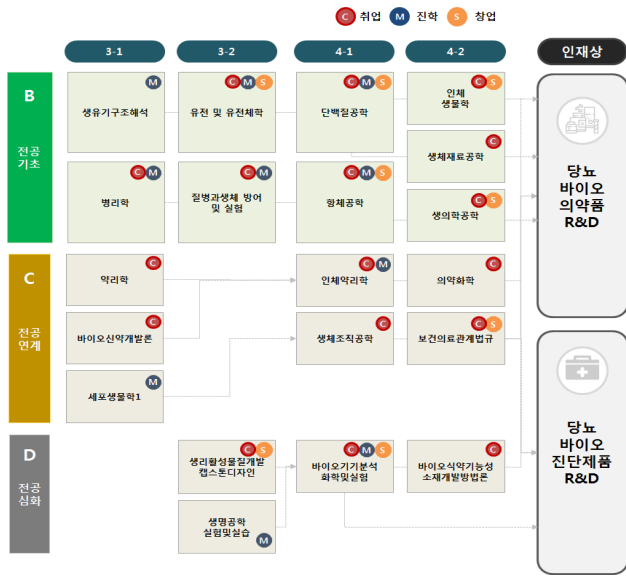 C 취업 M 진학 S 창업
3-1 3-2 4-1 4-2 인재상
B
전공
기초
M
생유기구조해석
C M S
유전 및 유전체학
C M S
단백질공학
C M S
인체
생물학
C
생체재료공학
C M
병리학
C M
질병과생체 방어
및 실험
C M S
항체공학
C S
생의학공학
당뇨
바이오
의약품
R&D
C
전공
연계
C
약리학
C M
인체약리학
C
의약화학
C
바이오신약개발론
C
생체조직공학
C S
보건의료관계법규
M
세포생물학1
당뇨
바이오
진단제품
R&D
D
전공
심화
C S
생리활성물질개발
캡스톤디자인
C M S
바이오기기분석
화학및실험
C
바이오식약기능성
소재개발방법론
생명공학
실험및실습
M